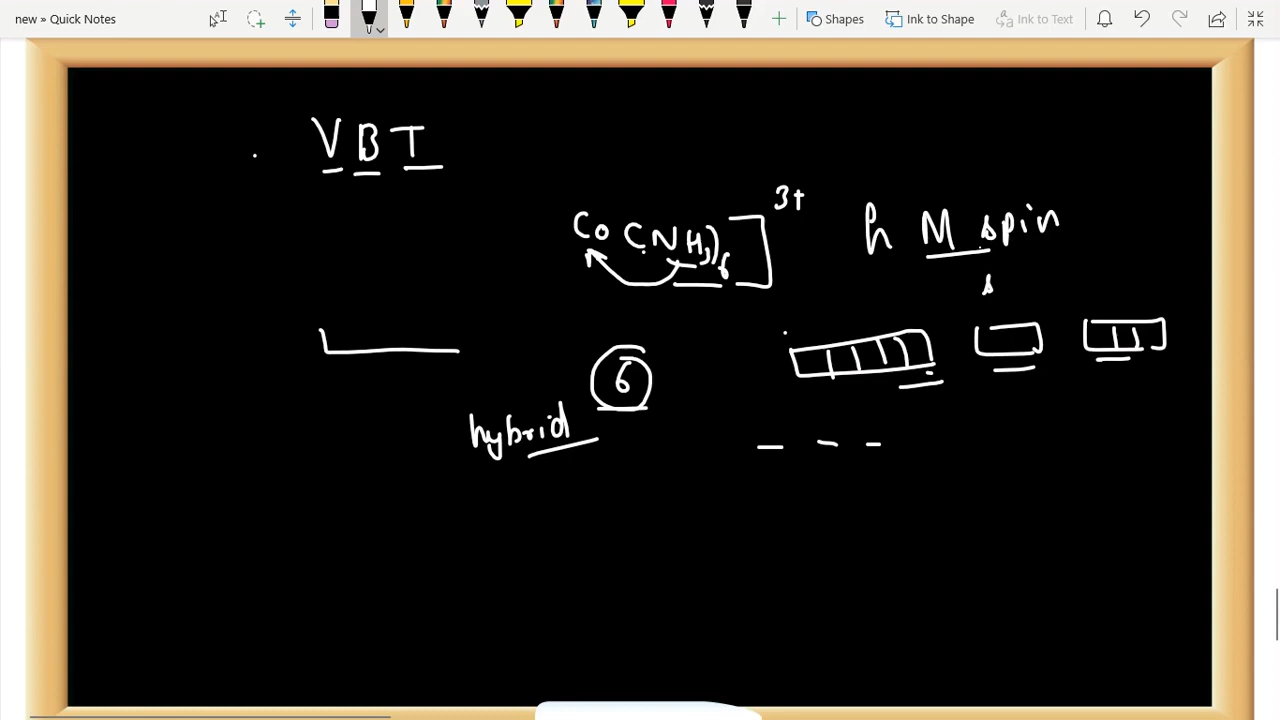 new » Quick Notes
Shapes
Ink to Shape
Ink to Text
VBT
Co(NH3)6]3+
h M spin
s
6
hybrid